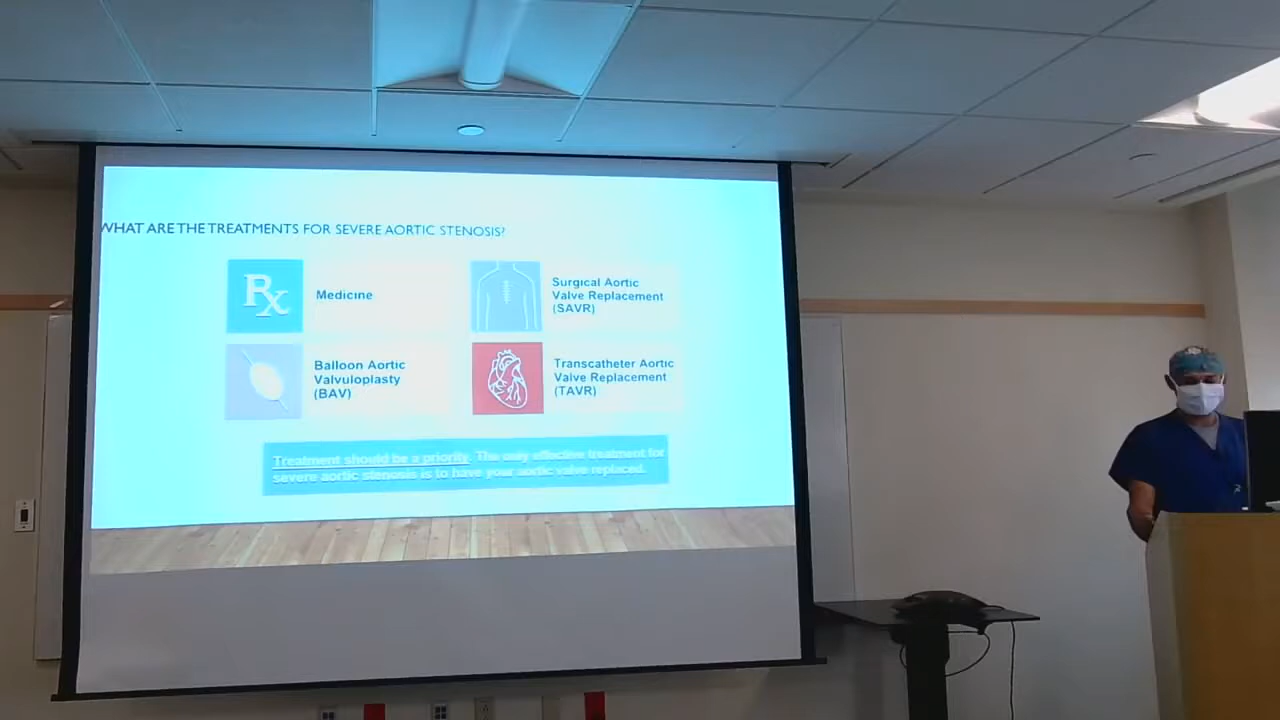 WHAT ARE THE TREATMENTS FOR SEVERE AORTIC STENOSIS?
Rx
Medicine
Surgical Aortic
Valve Replacement
(SAVR)
Balloon Aortic
Valvuloplasty
(BAV)
Transcatheter Aortic
Valve Replacement
(TAVR)
Treatment should be a priority. The only effective treatment for
severe aortic stenosis is to have your aortic valve replaced.